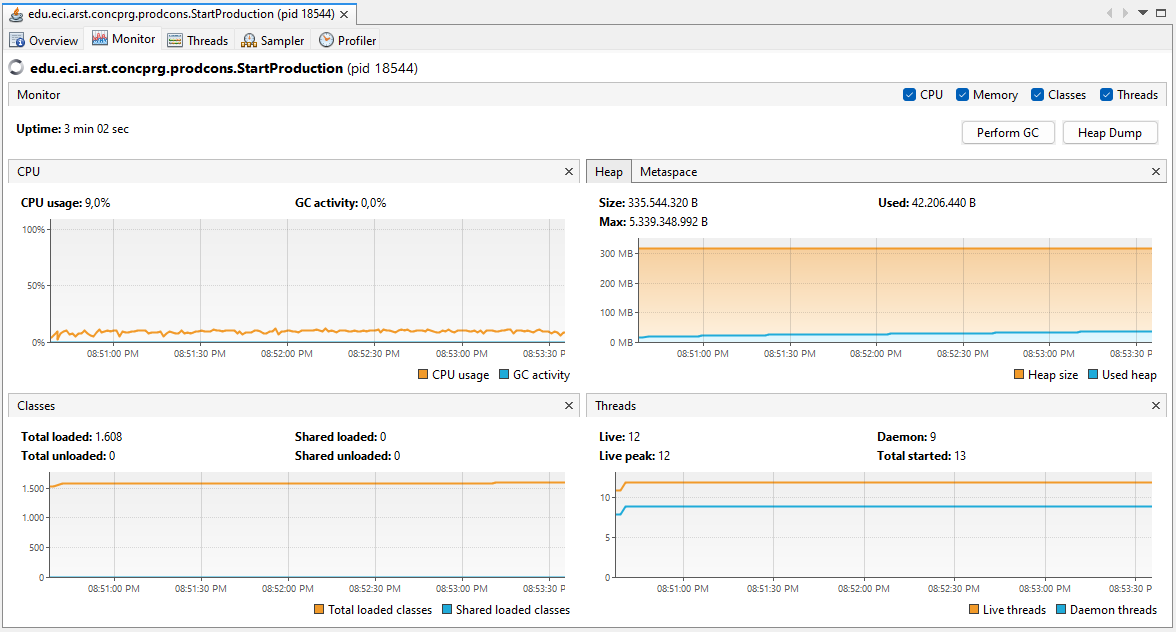 edu.eci.arst.concprg.prodcons.StartProduction (pid 18544)
Overview Monitor Threads Sampler Profiler
edu.eci.arst.concprg.prodcons.StartProduction (pid 18544)
Monitor CPU Memory Classes Threads
Uptime: 3 min 02 sec
Perform GC Heap Dump
CPU
CPU usage: 9,0% GC activity: 0,0%
100%
50%
0%
08:51:00 PM 08:51:30 PM 08:52:00 PM 08:52:30 PM 08:53:00 PM 08:53:30 P
CPU usage GC activity
Heap Metaspace
Size: 335.544.320 B Used: 42.206.440 B
Max: 5.339.348.992 B
300 MB
200 MB
100 MB
0 MB
08:51:00 PM 08:51:30 PM 08:52:00 PM 08:52:30 PM 08:53:00 PM 08:53:30 P
Heap size Used heap
Classes
Total loaded: 1.608 Shared loaded: 0
Total unloaded: 0 Shared unloaded: 0
1.500
1.000
500
0
08:51:00 PM 08:51:30 PM 08:52:00 PM 08:52:30 PM 08:53:00 PM 08:53:30 P
Total loaded classes Shared loaded classes
Threads
Live: 12 Daemon: 9
Live peak: 12 Total started: 13
10
5
0
08:51:00 PM 08:51:30 PM 08:52:00 PM 08:52:30 PM 08:53:00 PM 08:53:30 P
Live threads Daemon threads